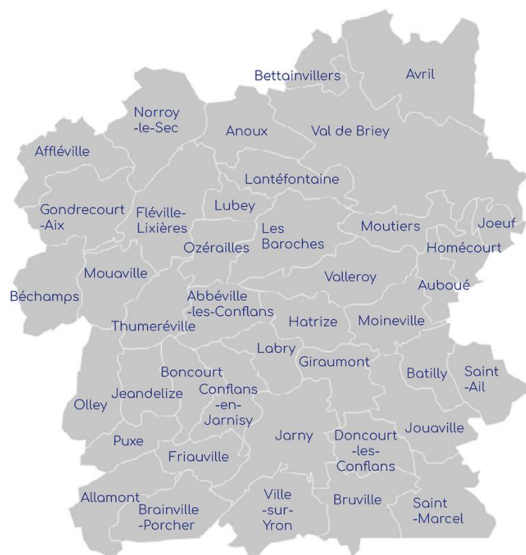 Bettainvillers
Avril
Norroy
-le-Sec
Anoux
Val de Briey
Affléville
Lantéfontaine
Gondrecourt
-Aix
Fléville-
Lixières
Lubey
Les
Baroches
Moutiers
Joeuf
Ozérailles
Homécourt
Mouaville
Valleroy
Auboué
Béchamps
Abbéville
-les-Conflans
Thumeréville
Hatrize
Moineville
Labry
Giraumont
Boncourt
Batilly
Saint
-Ail
Olley
Jeandelize
Conflans
-en-
Jarnisy
Puxe
Jarny
Doncourt
-les-
Conflans
Jouaville
Friauville
Allamont
Brainville
-Porcher
Ville
-sur-
Yron
Bruville
Saint
-Marcel